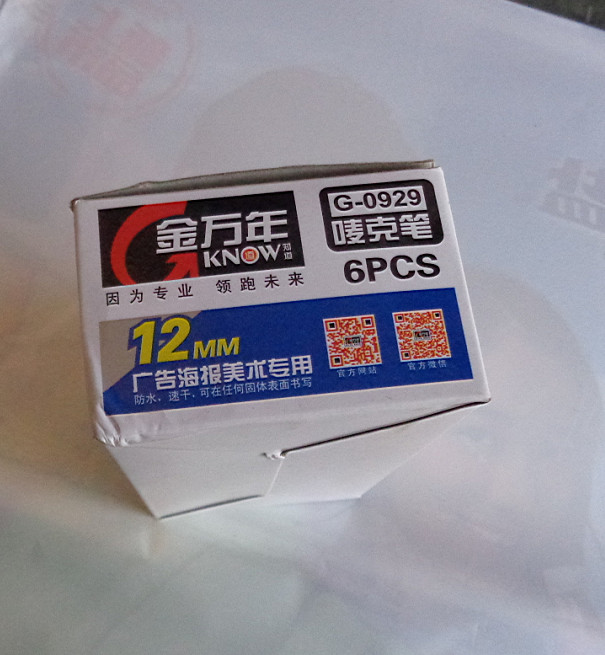 金万年
KNOW 知道
因为专业 领跑未来
G-0929
唛克笔
6PCS
12MM
广告海报美术专用
防水，速干，可在任何固体表面书写
官方网站
官方微信